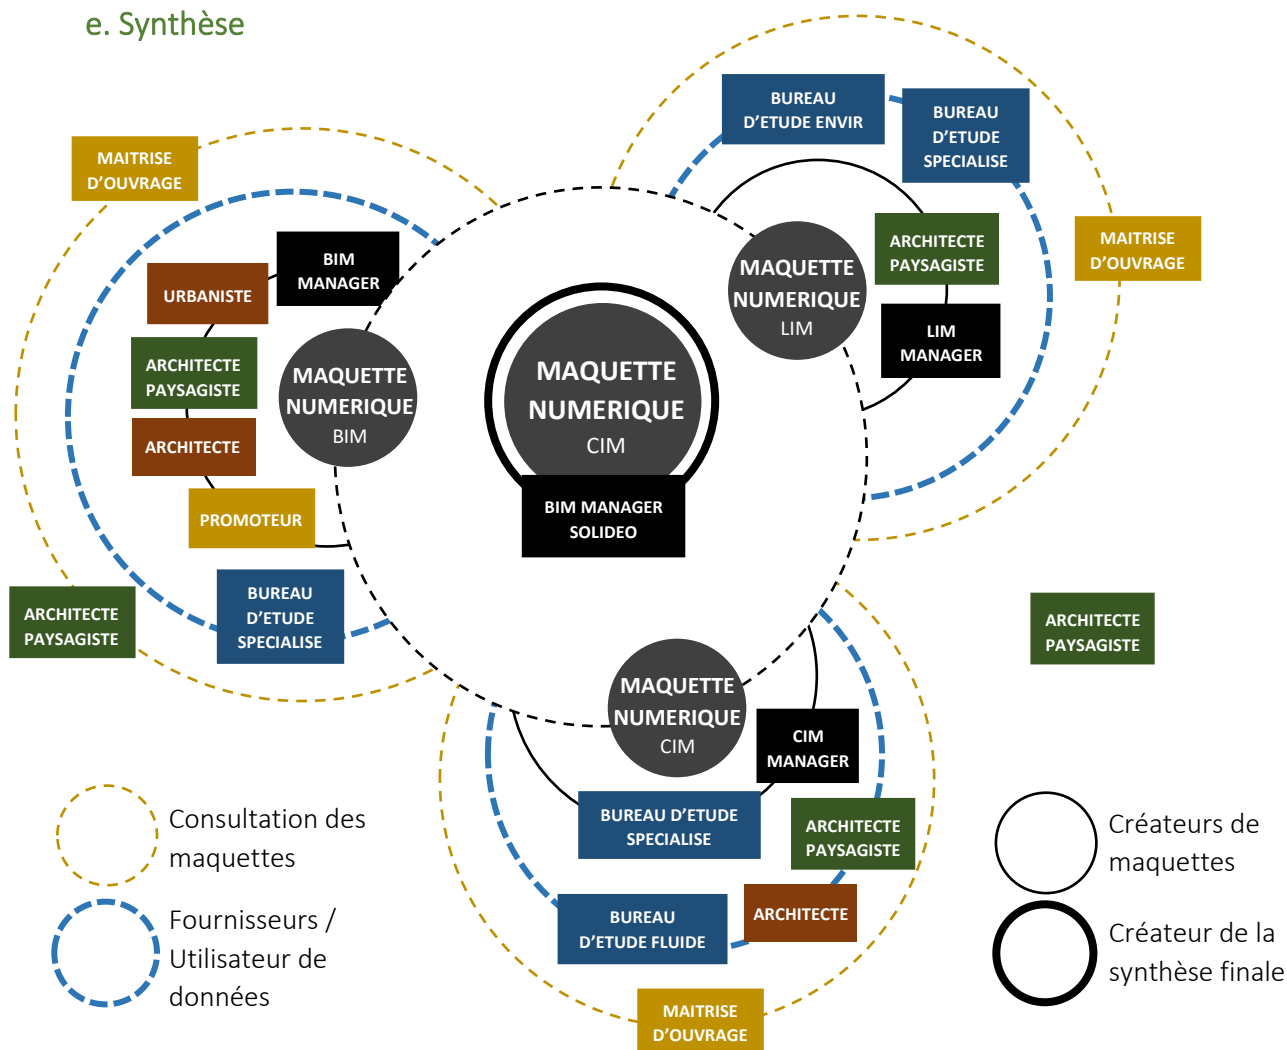 e. Synthèse
MAITRISE
D'OUVRAGE
BUREAU
D'ETUDE ENVIR
BUREAU
D'ETUDE
SPECIALISE
ARCHITECTE
PAYSAGISTE
MAITRISE
D'OUVRAGE
LIM
MANAGER
MAQUETTE
NUMERIQUE
LIM
BIM
MANAGER
URBANISTE
ARCHITECTE
PAYSAGISTE
ARCHITECTE
PROMOTEUR
MAQUETTE
NUMERIQUE
BIM
MAQUETTE
NUMERIQUE
CIM
BIM MANAGER
SOLIDEO
ARCHITECTE
PAYSAGISTE
BUREAU
D'ETUDE
SPECIALISE
ARCHITECTE
PAYSAGISTE
MAQUETTE
NUMERIQUE
CIM
CIM
MANAGER
BUREAU D'ETUDE
SPECIALISE
ARCHITECTE
PAYSAGISTE
BUREAU
D'ETUDE FLUIDE
ARCHITECTE
MAITRISE
D'OUVRAGE
Consultation des
maquettes
Fournisseurs /
Utilisateur de
données
Créateurs de
maquettes
Créateur de la
synthèse finale